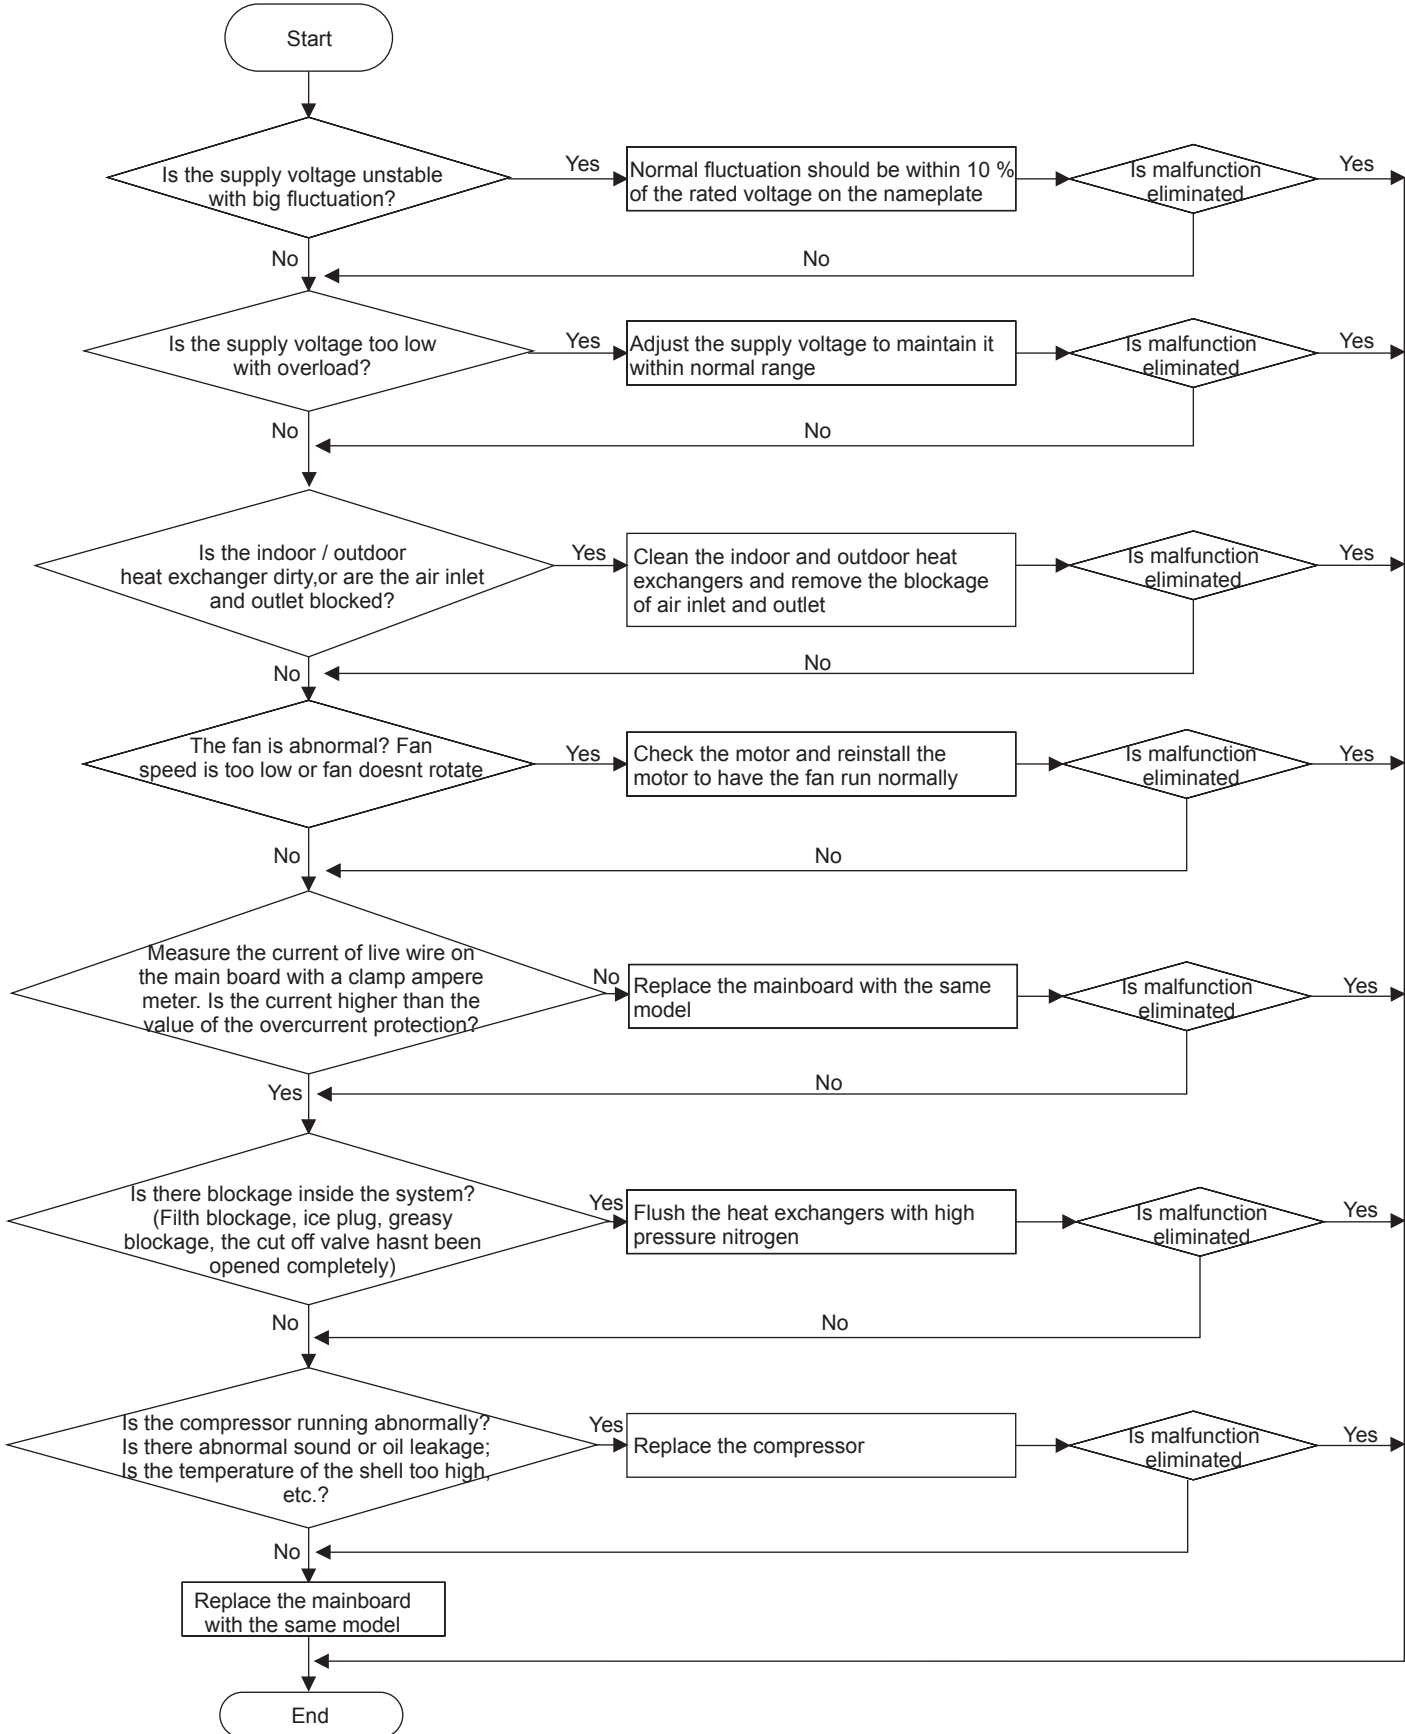 Start
Is the supply voltage unstable
with big fluctuation?
Yes
Normal fluctuation should be within 10 %
of the rated voltage on the nameplate
Is malfunction
eliminated
Yes
No
No
Is the supply voltage too low
with overload?
Yes
Adjust the supply voltage to maintain it
within normal range
Is malfunction
eliminated
Yes
No
No
Is the indoor / outdoor
heat exchanger dirty,or are the air inlet
and outlet blocked?
Yes
Clean the indoor and outdoor heat
exchangers and remove the blockage
of air inlet and outlet
Is malfunction
eliminated
Yes
No
No
The fan is abnormal? Fan
speed is too low or fan doesnt rotate
Yes
Check the motor and reinstall the
motor to have the fan run normally
Is malfunction
eliminated
Yes
No
No
Measure the current of live wire on
the main board with a clamp ampere
meter. Is the current higher than the
value of the overcurrent protection?
No
Replace the mainboard with the same
model
Is malfunction
eliminated
Yes
Yes
No
Is there blockage inside the system?
(Filth blockage, ice plug, greasy
blockage, the cut off valve hasnt been
opened completely)
Yes
Flush the heat exchangers with high
pressure nitrogen
Is malfunction
eliminated
Yes
No
No
Is the compressor running abnormally?
Is there abnormal sound or oil leakage;
Is the temperature of the shell too high,
etc.?
Yes
Replace the compressor
Is malfunction
eliminated
Yes
No
Replace the mainboard
with the same model
End